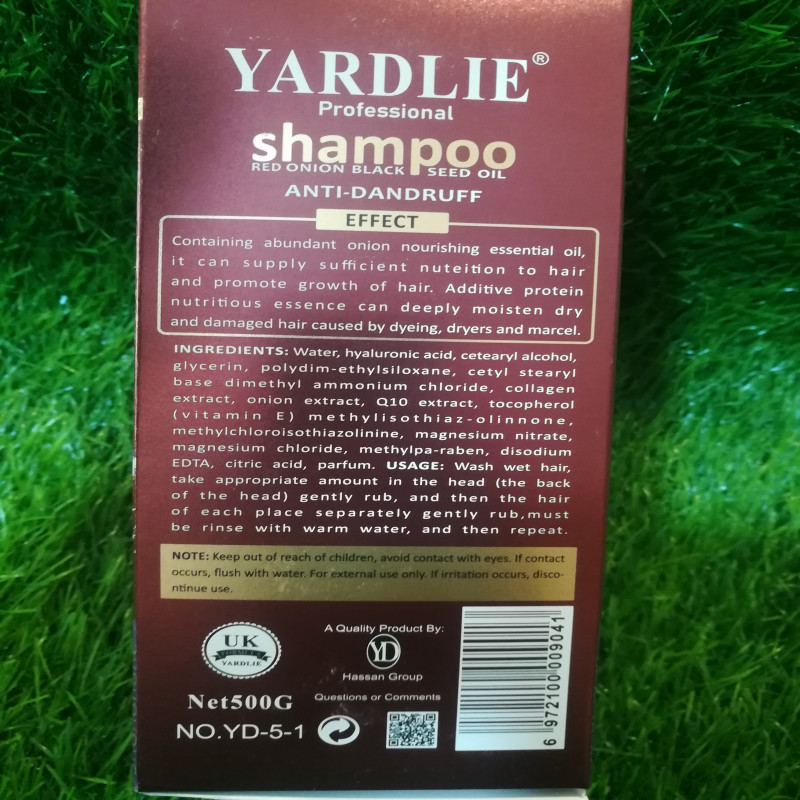 YARDLIE®
Professional
shampoo
RED ONION BLACK SEED OIL
ANTI-DANDRUFF
EFFECT
Containing abundant onion nourishing essential oil,
it can supply sufficient nuteition to hair
and promote growth of hair. Additive protein
nutritious essence can deeply moisten dry
and damaged hair caused by dyeing, dryers and marcel.
INGREDIENTS: Water, hyaluronic acid, cetearyl alcohol,
glycerin, polydim-ethylsiloxane, cetyl stearyl
base dimethyl ammonium chloride, collagen
extract, onion extract, Q10 extract, tocopherol
(vitamin E) methylisothiaz-olinnone,
methylchloroisothiazolinine, magnesium nitrate,
magnesium chloride, methylpa-raben, disodium
EDTA, citric acid, parfum. USAGE: Wash wet hair,
take appropriate amount in the head (the back
of the head) gently rub, and then the hair
of each place separately gently rub,must
be rinse with warm water, and then repeat.
NOTE: Keep out of reach of children, avoid contact with eyes. If contact
occurs, flush with water. For external use only. If irritation occurs, disco-
ntinue use.
UK
FORMULA
YARDLIE
A Quality Product By:
YD
Hassan Group
Questions or Comments
Net500G
NO.YD-5-1
6 972100 009041